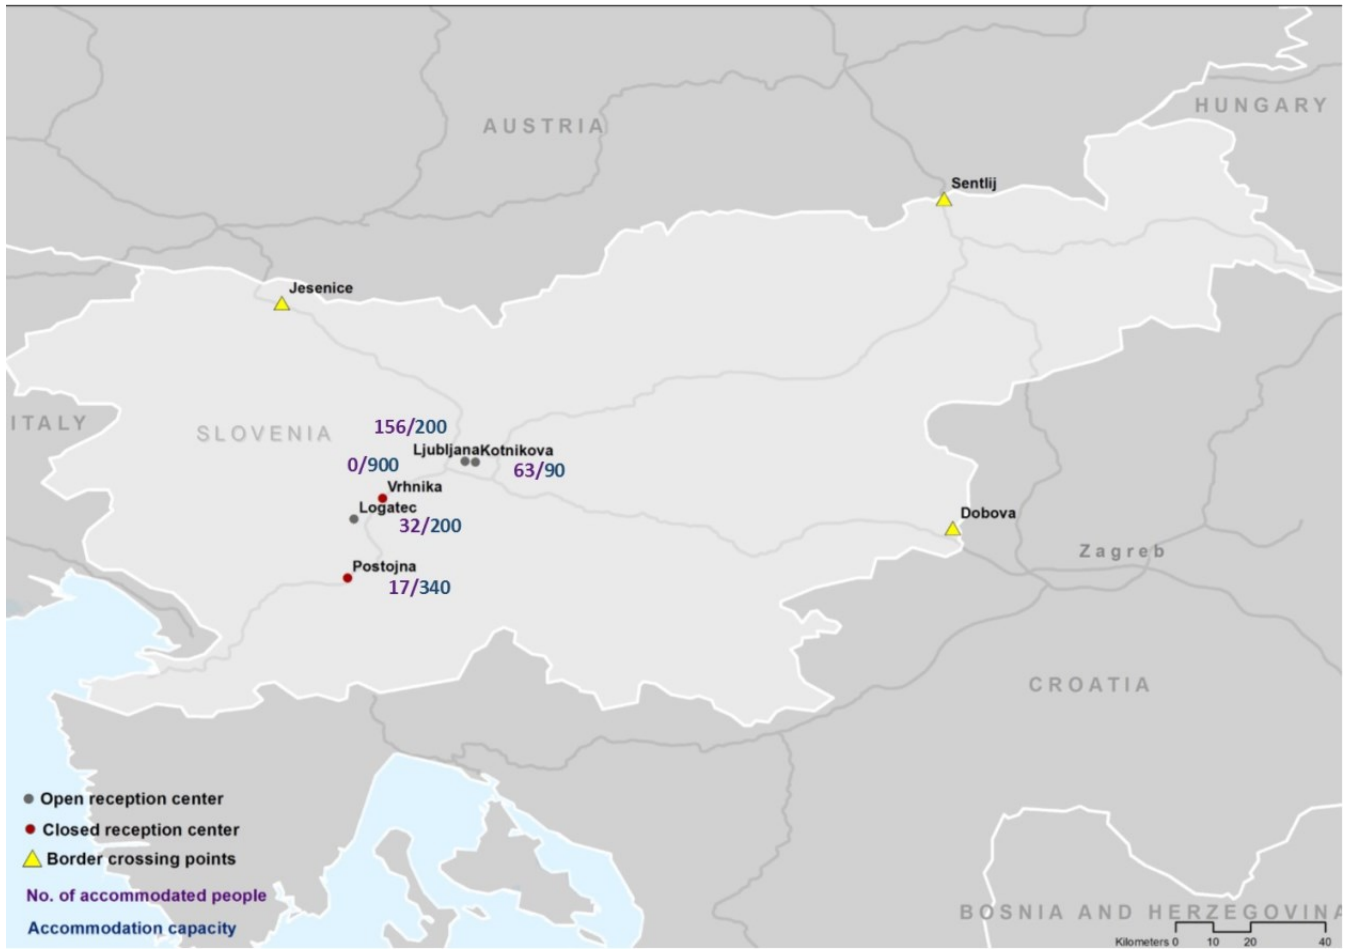 HUNGARY
AUSTRIA
Sentlij
Jesenice
ITALY
SLOVENIA
156/200
LjubljanaKotnikova
0/900
63/90
Vrhnika
Logatec
32/200
Dobova
Zagreb
Postojna
17/340
CROATIA
Open reception center
Closed reception center
Border crossing points
No. of accommodated people
Accommodation capacity
BOSNIA AND HERZEGOVINA
Kilometers 0 10 20 40